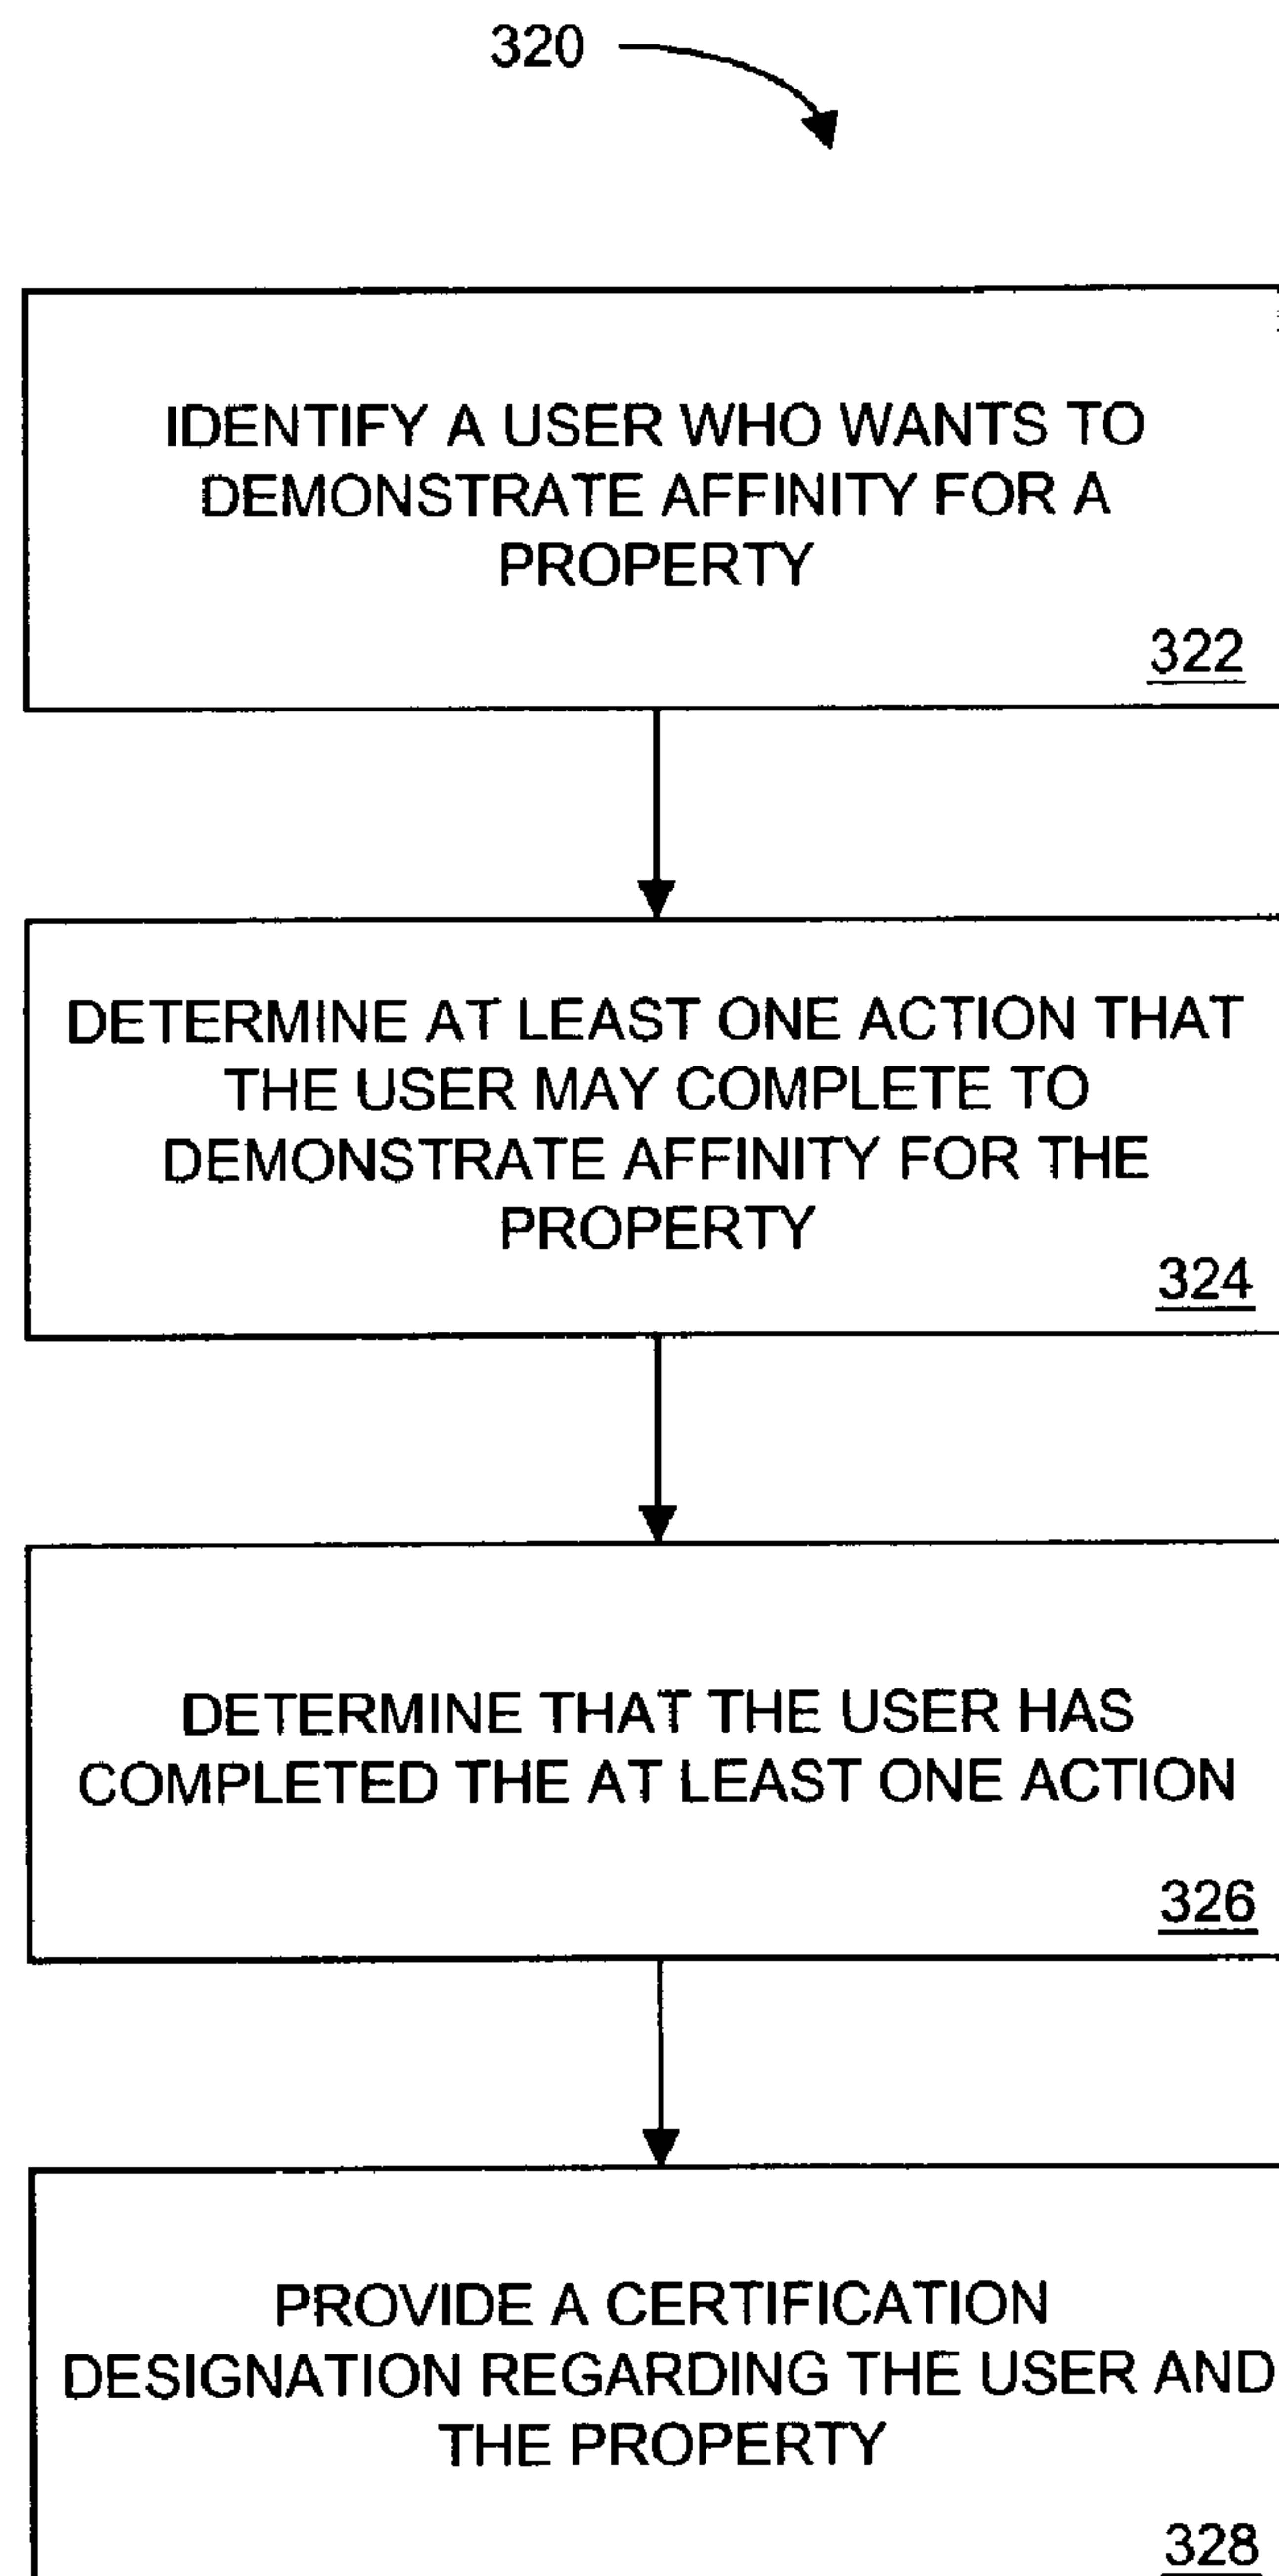 320
IDENTIFY A USER WHO WANTS TO
DEMONSTRATE AFFINITY FOR A
PROPERTY
322
DETERMINE AT LEAST ONE ACTION THAT
THE USER MAY COMPLETE TO
DEMONSTRATE AFFINITY FOR THE
PROPERTY
324
DETERMINE THAT THE USER HAS
COMPLETED THE AT LEAST ONE ACTION
326
PROVIDE A CERTIFICATION
DESIGNATION REGARDING THE USER AND
THE PROPERTY
328